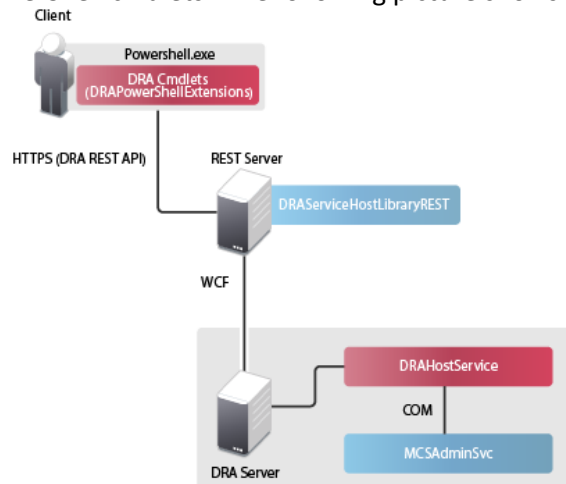 Client
Powershell.exe
DRA Cmdlets
(DRAPowerShellExtensions)
HTTPS (DRA REST API)
REST Server
DRAServiceHostLibraryREST
WCF
DRAHostService
COM
MCSAdminSvc
DRA Server